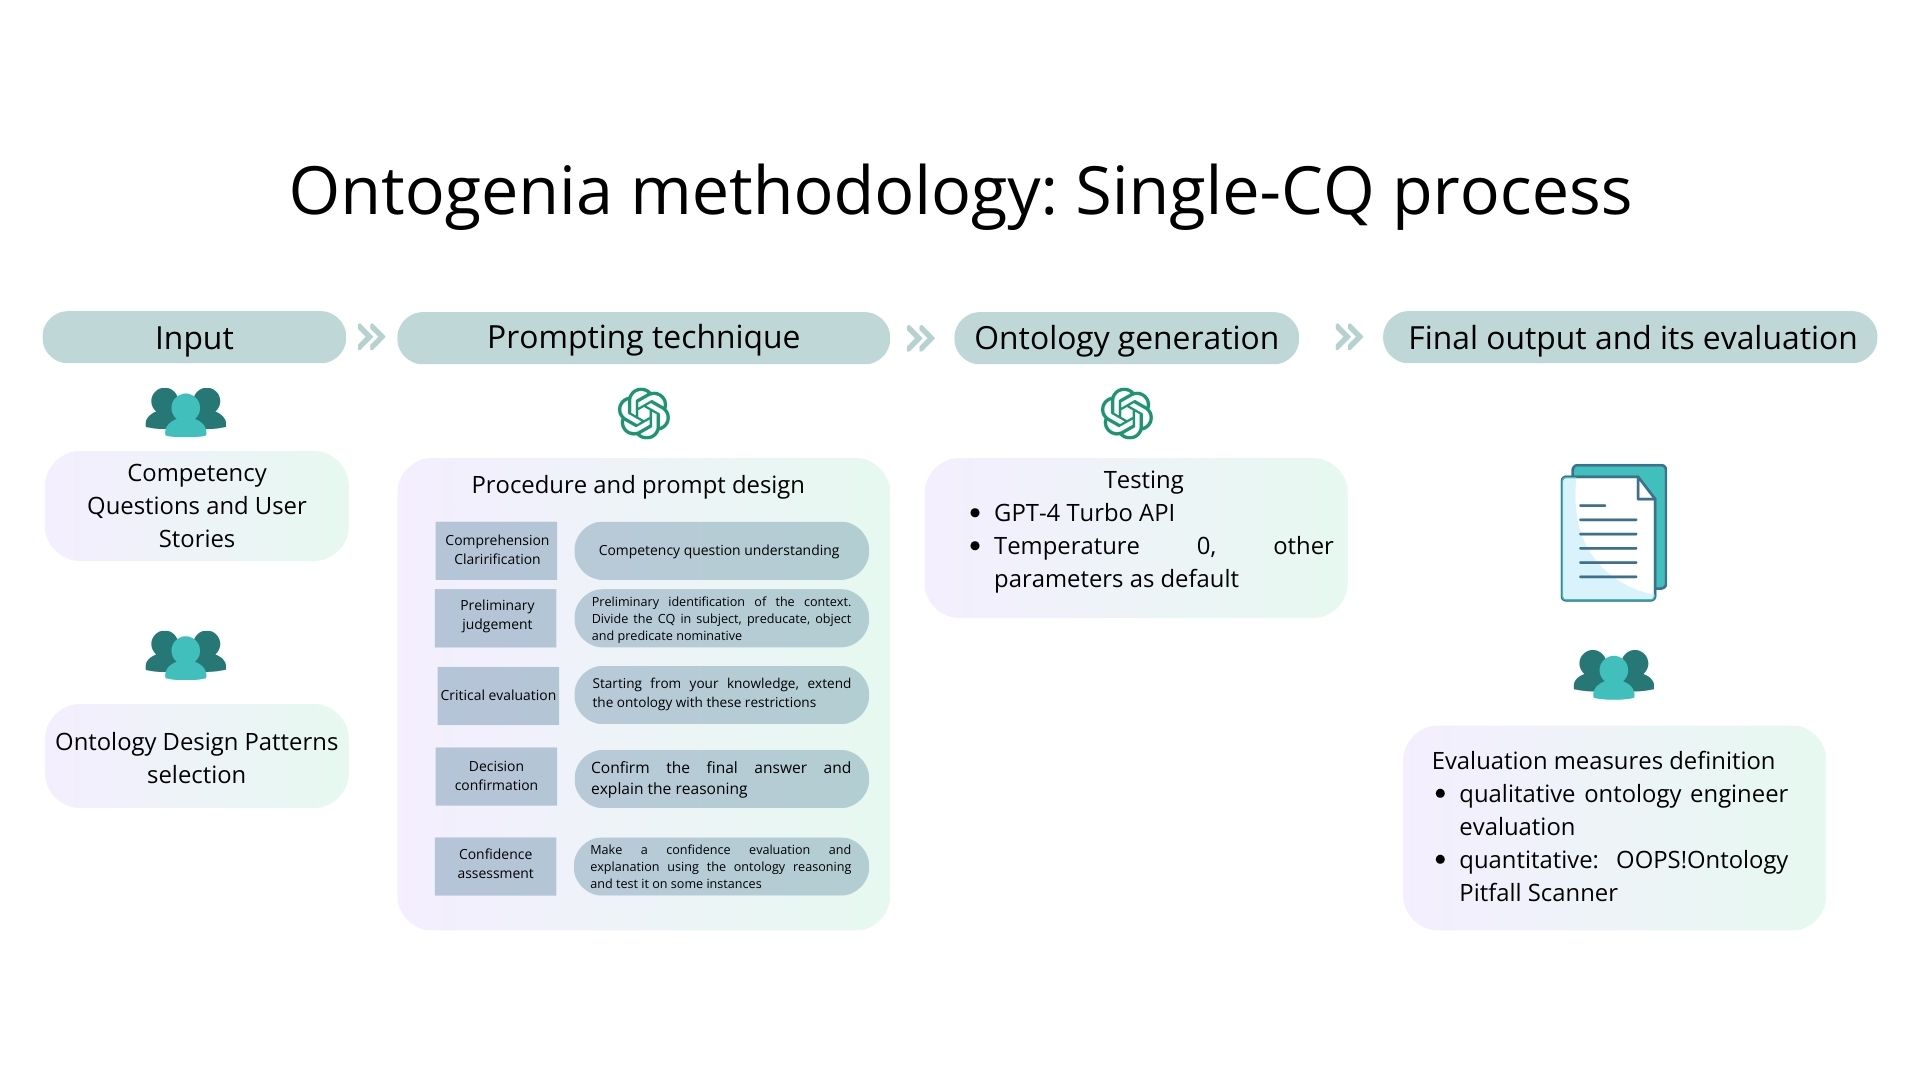 Ontogenia methodology: Single-CQ process
Input
Prompting technique
Ontology generation
Final output and its evaluation
Competency
Questions and User
Stories
Ontology Design Patterns
selection
Procedure and prompt design
Comprehension
Clarirification
Competency question understanding
Preliminary
judgement
Preliminary identification of the context.
Divide the CQ in subject, preducate, object
and predicate nominative
Critical evaluation
Starting from your knowledge, extend
the ontology with these restrictions
Decision
confirmation
Confirm the final answer and
explain the reasoning
Confidence
assessment
Make a confidence evaluation and
explanation using the ontology reasoning
and test it on some instances
Testing
• GPT-4 Turbo API
• Temperature 0, other
parameters as default
Evaluation measures definition
• qualitative ontology engineer
evaluation
• quantitative: OOPS!Ontology
Pitfall Scanner